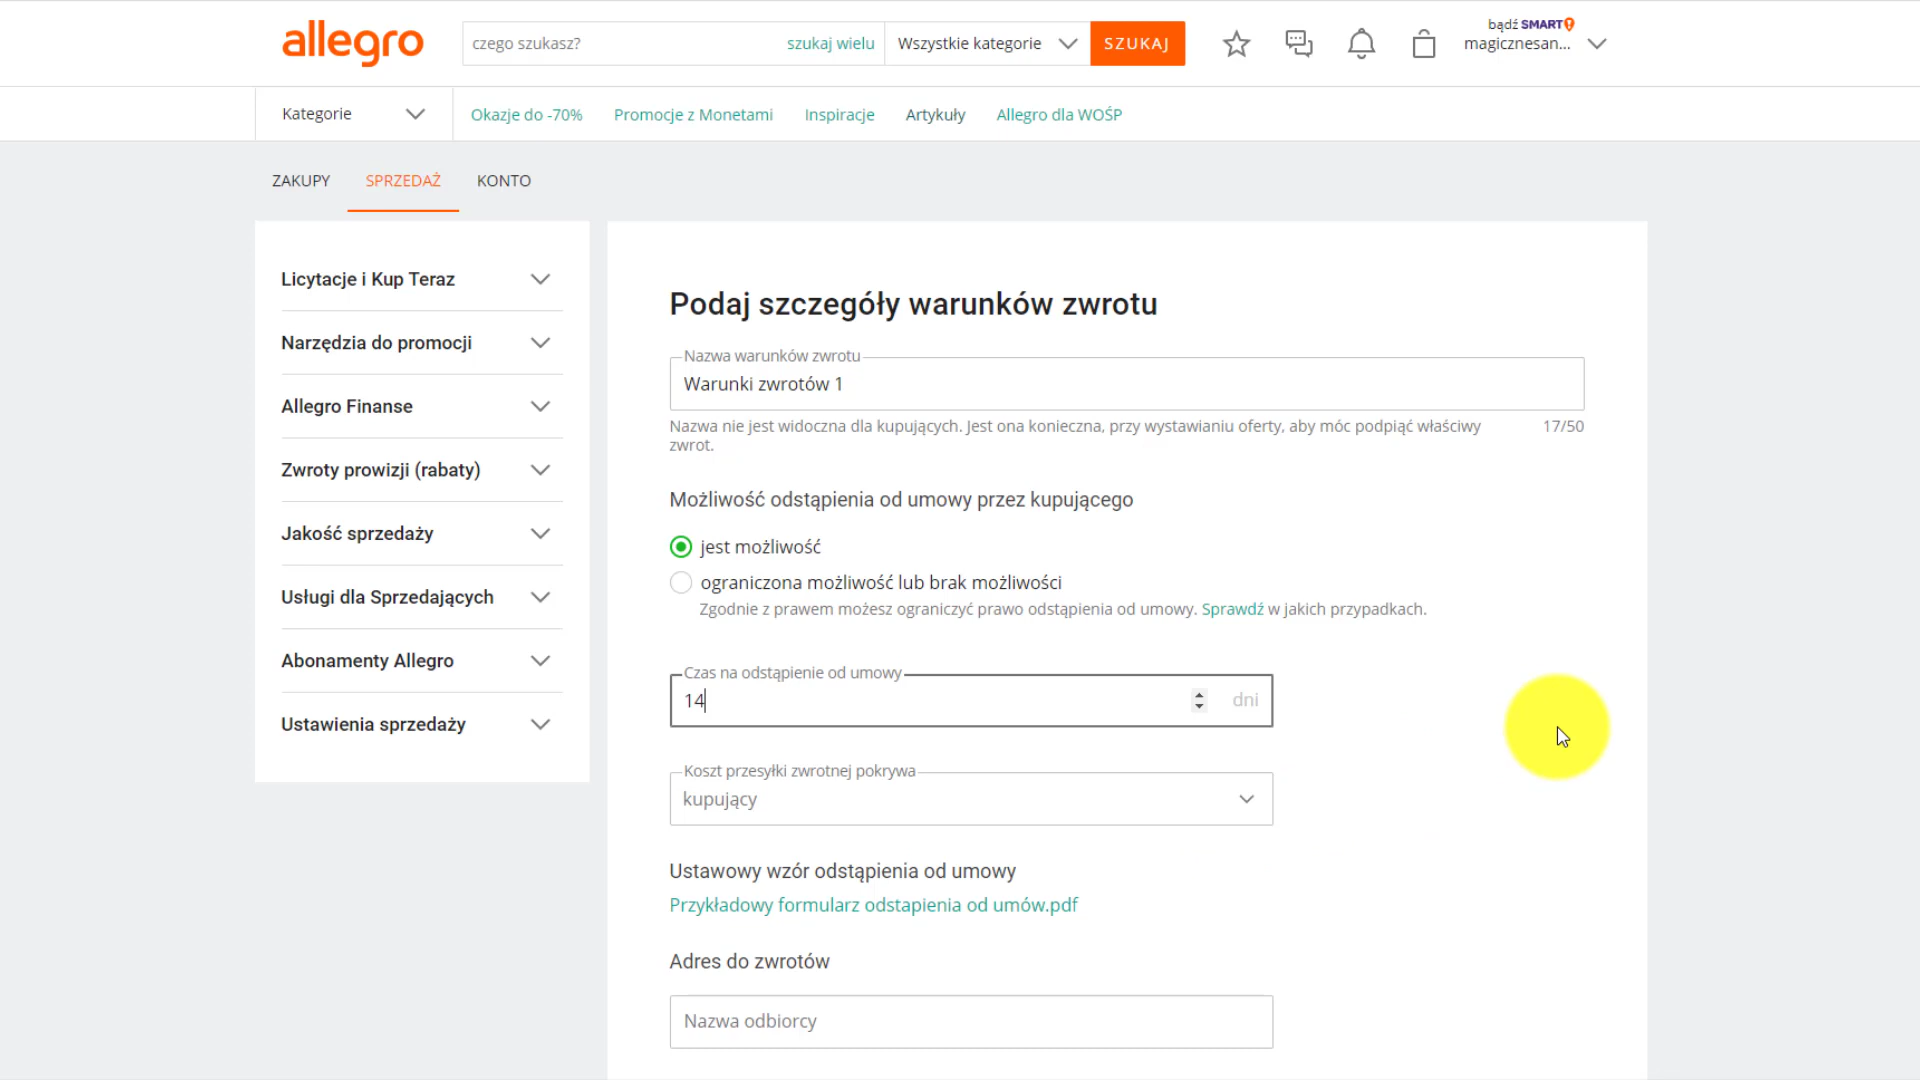 allegro
czego szukasz?
szukaj wielu
Wszystkie kategorie
SZUKAJ
bądź SMART!
magicznesan...
Kategorie
Okazje do -70%
Promocje z Monetami
Inspiracje
Artykuły
Allegro dla WOŚP
ZAKUPY
SPRZEDAŻ
KONTO
Licytacje i Kup Teraz
Narzędzia do promocji
Allegro Finanse
Zwroty prowizji (rabaty)
Jakość sprzedaży
Usługi dla Sprzedających
Abonamenty Allegro
Ustawienia sprzedaży
Podaj szczegóły warunków zwrotu
Nazwa warunków zwrotu
Warunki zwrotów 1
Nazwa nie jest widoczna dla kupujących. Jest ona konieczna, przy wystawianiu oferty, aby móc podpiąć właściwy
zwrot.
17/50
Możliwość odstąpienia od umowy przez kupującego
jest możliwość
ograniczona możliwość lub brak możliwości
Zgodnie z prawem możesz ograniczyć prawo odstąpienia od umowy. Sprawdź w jakich przypadkach.
Czas na odstąpienie od umowy
14
dni
Koszt przesyłki zwrotnej pokrywa
kupujący
Ustawowy wzór odstąpienia od umowy
Przykładowy formularz odstapienia od umów.pdf
Adres do zwrotów
Nazwa odbiorcy